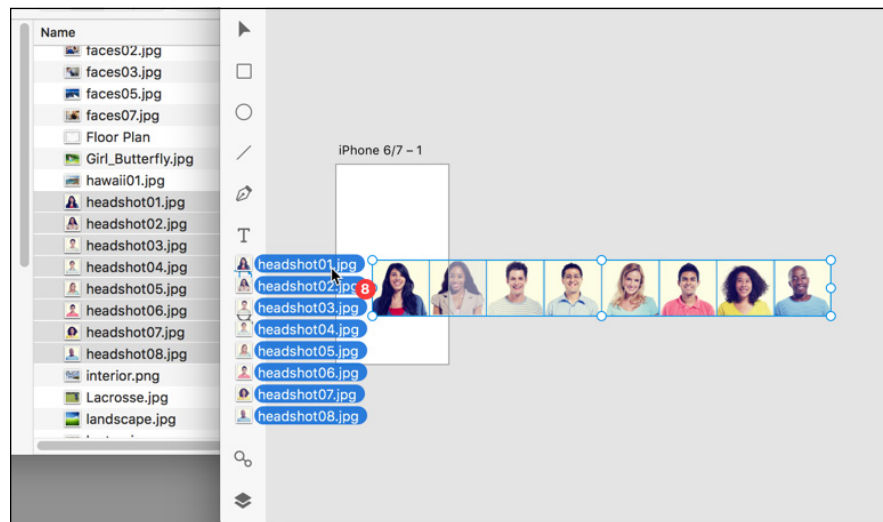 Name
faces02.jpg
faces03.jpg
faces05.jpg
faces07.jpg
Floor Plan
Girl_Butterfly.jpg
hawaii01.jpg
headshot01.jpg
headshot02.jpg
headshot03.jpg
headshot04.jpg
headshot05.jpg
headshot06.jpg
headshot07.jpg
headshot08.jpg
interior.png
Lacrosse.jpg
landscape.jpg
T
iPhone 6/7 – 1
headshot01.jpg
headshot02.jpg
8
headshot03.jpg
headshot04.jpg
headshot05.jpg
headshot06.jpg
headshot07.jpg
headshot08.jpg